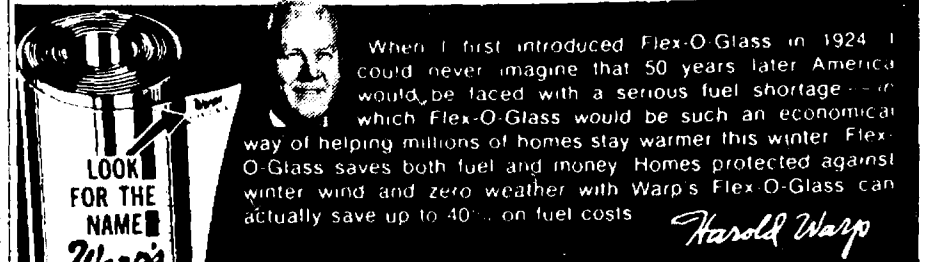 When I first introduced Flex-O-Glass in 1924 I
could never imagine that 50 years later America
would be faced with a serious fuel shortage — in
which Flex-O-Glass would be such an economical
way of helping millions of homes stay warmer this winter Flex-
O-Glass saves both fuel and money Homes protected against
winter wind and zero weather with Warp's Flex-O-Glass can
actually save up to 40% on fuel costs
Harold Warp
LOOK
FOR THE
NAME
Warp's